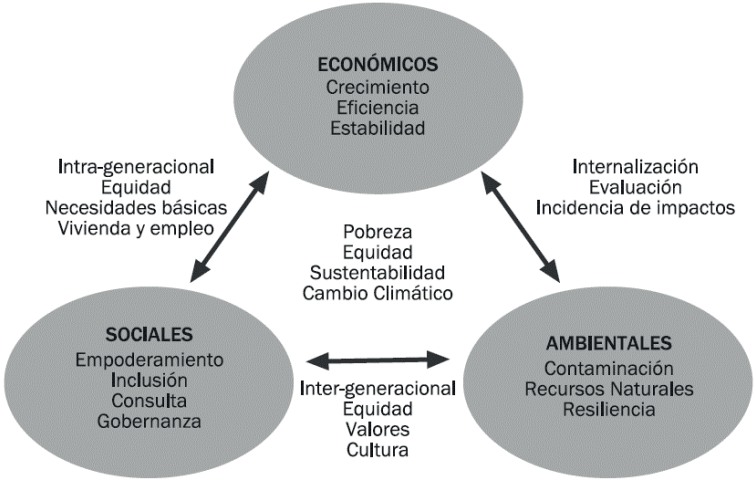 ECONÓMICOS
Crecimiento
Eficiencia
Estabilidad
Intra-generacional
Equidad
Necesidades básicas
Vivienda y empleo
Internalización
Evaluación
Incidencia de impactos
Pobreza
Equidad
Sustentabilidad
Cambio Climático
SOCIALES
Empoderamiento
Inclusión
Consulta
Gobernanza
Inter-generacional
Equidad
Valores
Cultura
AMBIENTALES
Contaminación
Recursos Naturales
Resiliencia